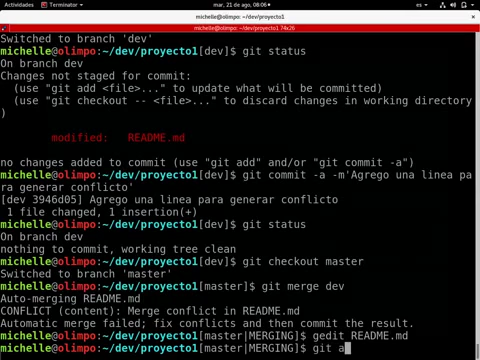 Actividades Terminator mar, 21 de ago, 08:06 es
michelle@olimpo: ~/dev/proyecto1
michelle@olimpo: ~/dev/proyecto1 74x26
Switched to branch 'dev'
michelle@olimpo:~/dev/proyecto1[dev]$ git status
On branch dev
Changes not staged for commit:
(use "git add <file>..." to update what will be committed)
(use "git checkout -- <file>..." to discard changes in working directory
)
modified: README.md
no changes added to commit (use "git add" and/or "git commit -a")
michelle@olimpo:~/dev/proyecto1[dev]$ git commit -a -m'Agrego una linea pa
ra generar conflicto'
[dev 3946d05] Agrego una linea para generar conflicto
1 file changed, 1 insertion(+)
michelle@olimpo:~/dev/proyecto1[dev]$ git status
On branch dev
nothing to commit, working tree clean
michelle@olimpo:~/dev/proyecto1[dev]$ git checkout master
Switched to branch 'master'
michelle@olimpo:~/dev/proyecto1[master]$ git merge dev
Auto-merging README.md
CONFLICT (content): Merge conflict in README.md
Automatic merge failed; fix conflicts and then commit the result.
michelle@olimpo:~/dev/proyecto1[master|MERGING]$ gedit README.md
michelle@olimpo:~/dev/proyecto1[master|MERGING]$ git a